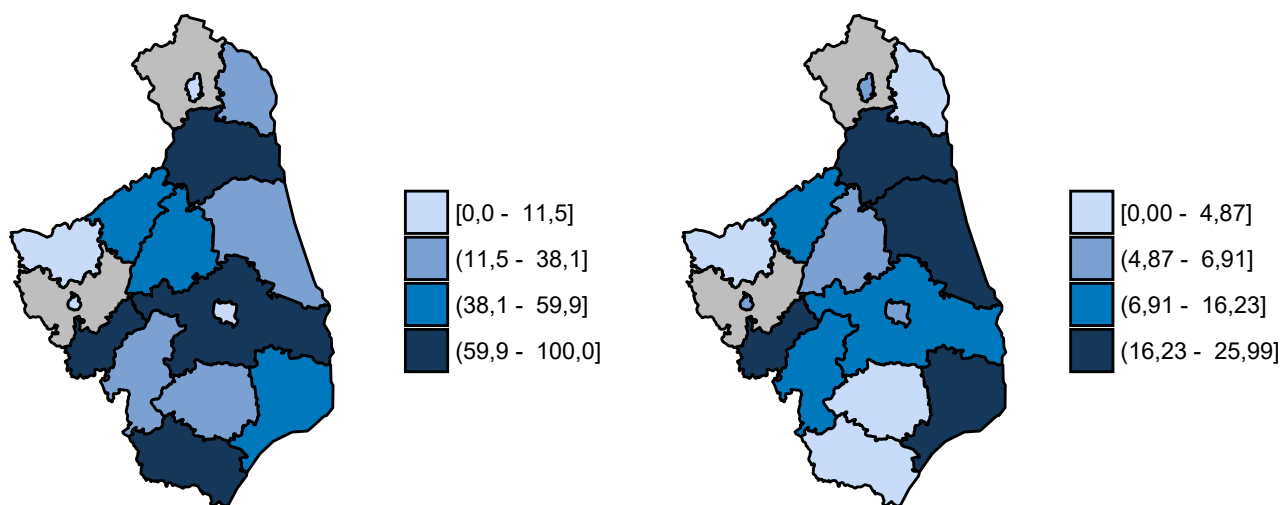 [0,0 - 11,5]
(11,5 - 38,1]
(38,1 - 59,9]
(59,9 - 100,0]
[0,00 - 4,87]
(4,87 - 6,91]
(6,91 - 16,23]
(16,23 - 25,99]